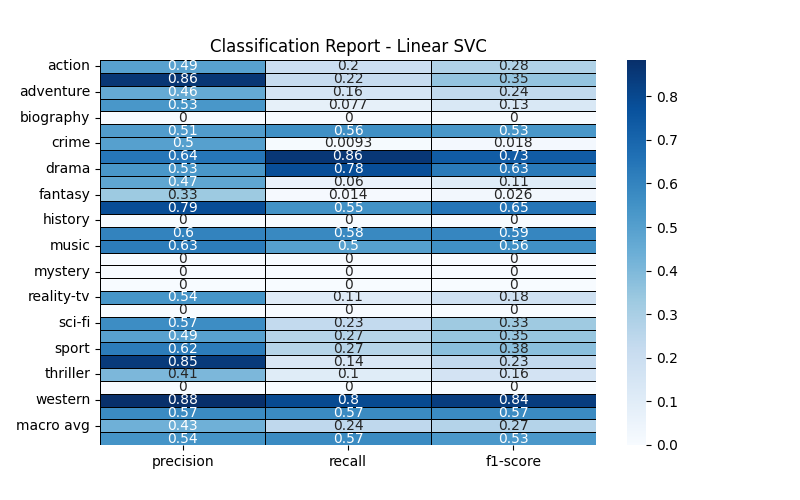 Classification Report - Linear SVC
action 0.49 0.2 0.28
0.86 0.22 0.35
adventure 0.46 0.16 0.24
0.53 0.077 0.13
biography 0 0 0
0.51 0.56 0.53
crime 0.5 0.0093 0.018
0.64 0.86 0.73
drama 0.53 0.78 0.63
0.47 0.06 0.11
fantasy 0.33 0.014 0.026
0.79 0.55 0.65
history 0 0 0
0.6 0.58 0.59
music 0.63 0.5 0.56
0 0 0
mystery 0 0 0
0 0 0
reality-tv 0.54 0.11 0.18
0 0 0
sci-fi 0.57 0.23 0.33
0.49 0.27 0.35
sport 0.62 0.27 0.38
0.85 0.14 0.23
thriller 0.41 0.1 0.16
0 0 0
western 0.88 0.8 0.84
0.57 0.57 0.57
macro avg 0.43 0.24 0.27
0.54 0.57 0.53
precision recall f1-score
0.8
0.7
0.6
0.5
0.4
0.3
0.2
0.1
0.0